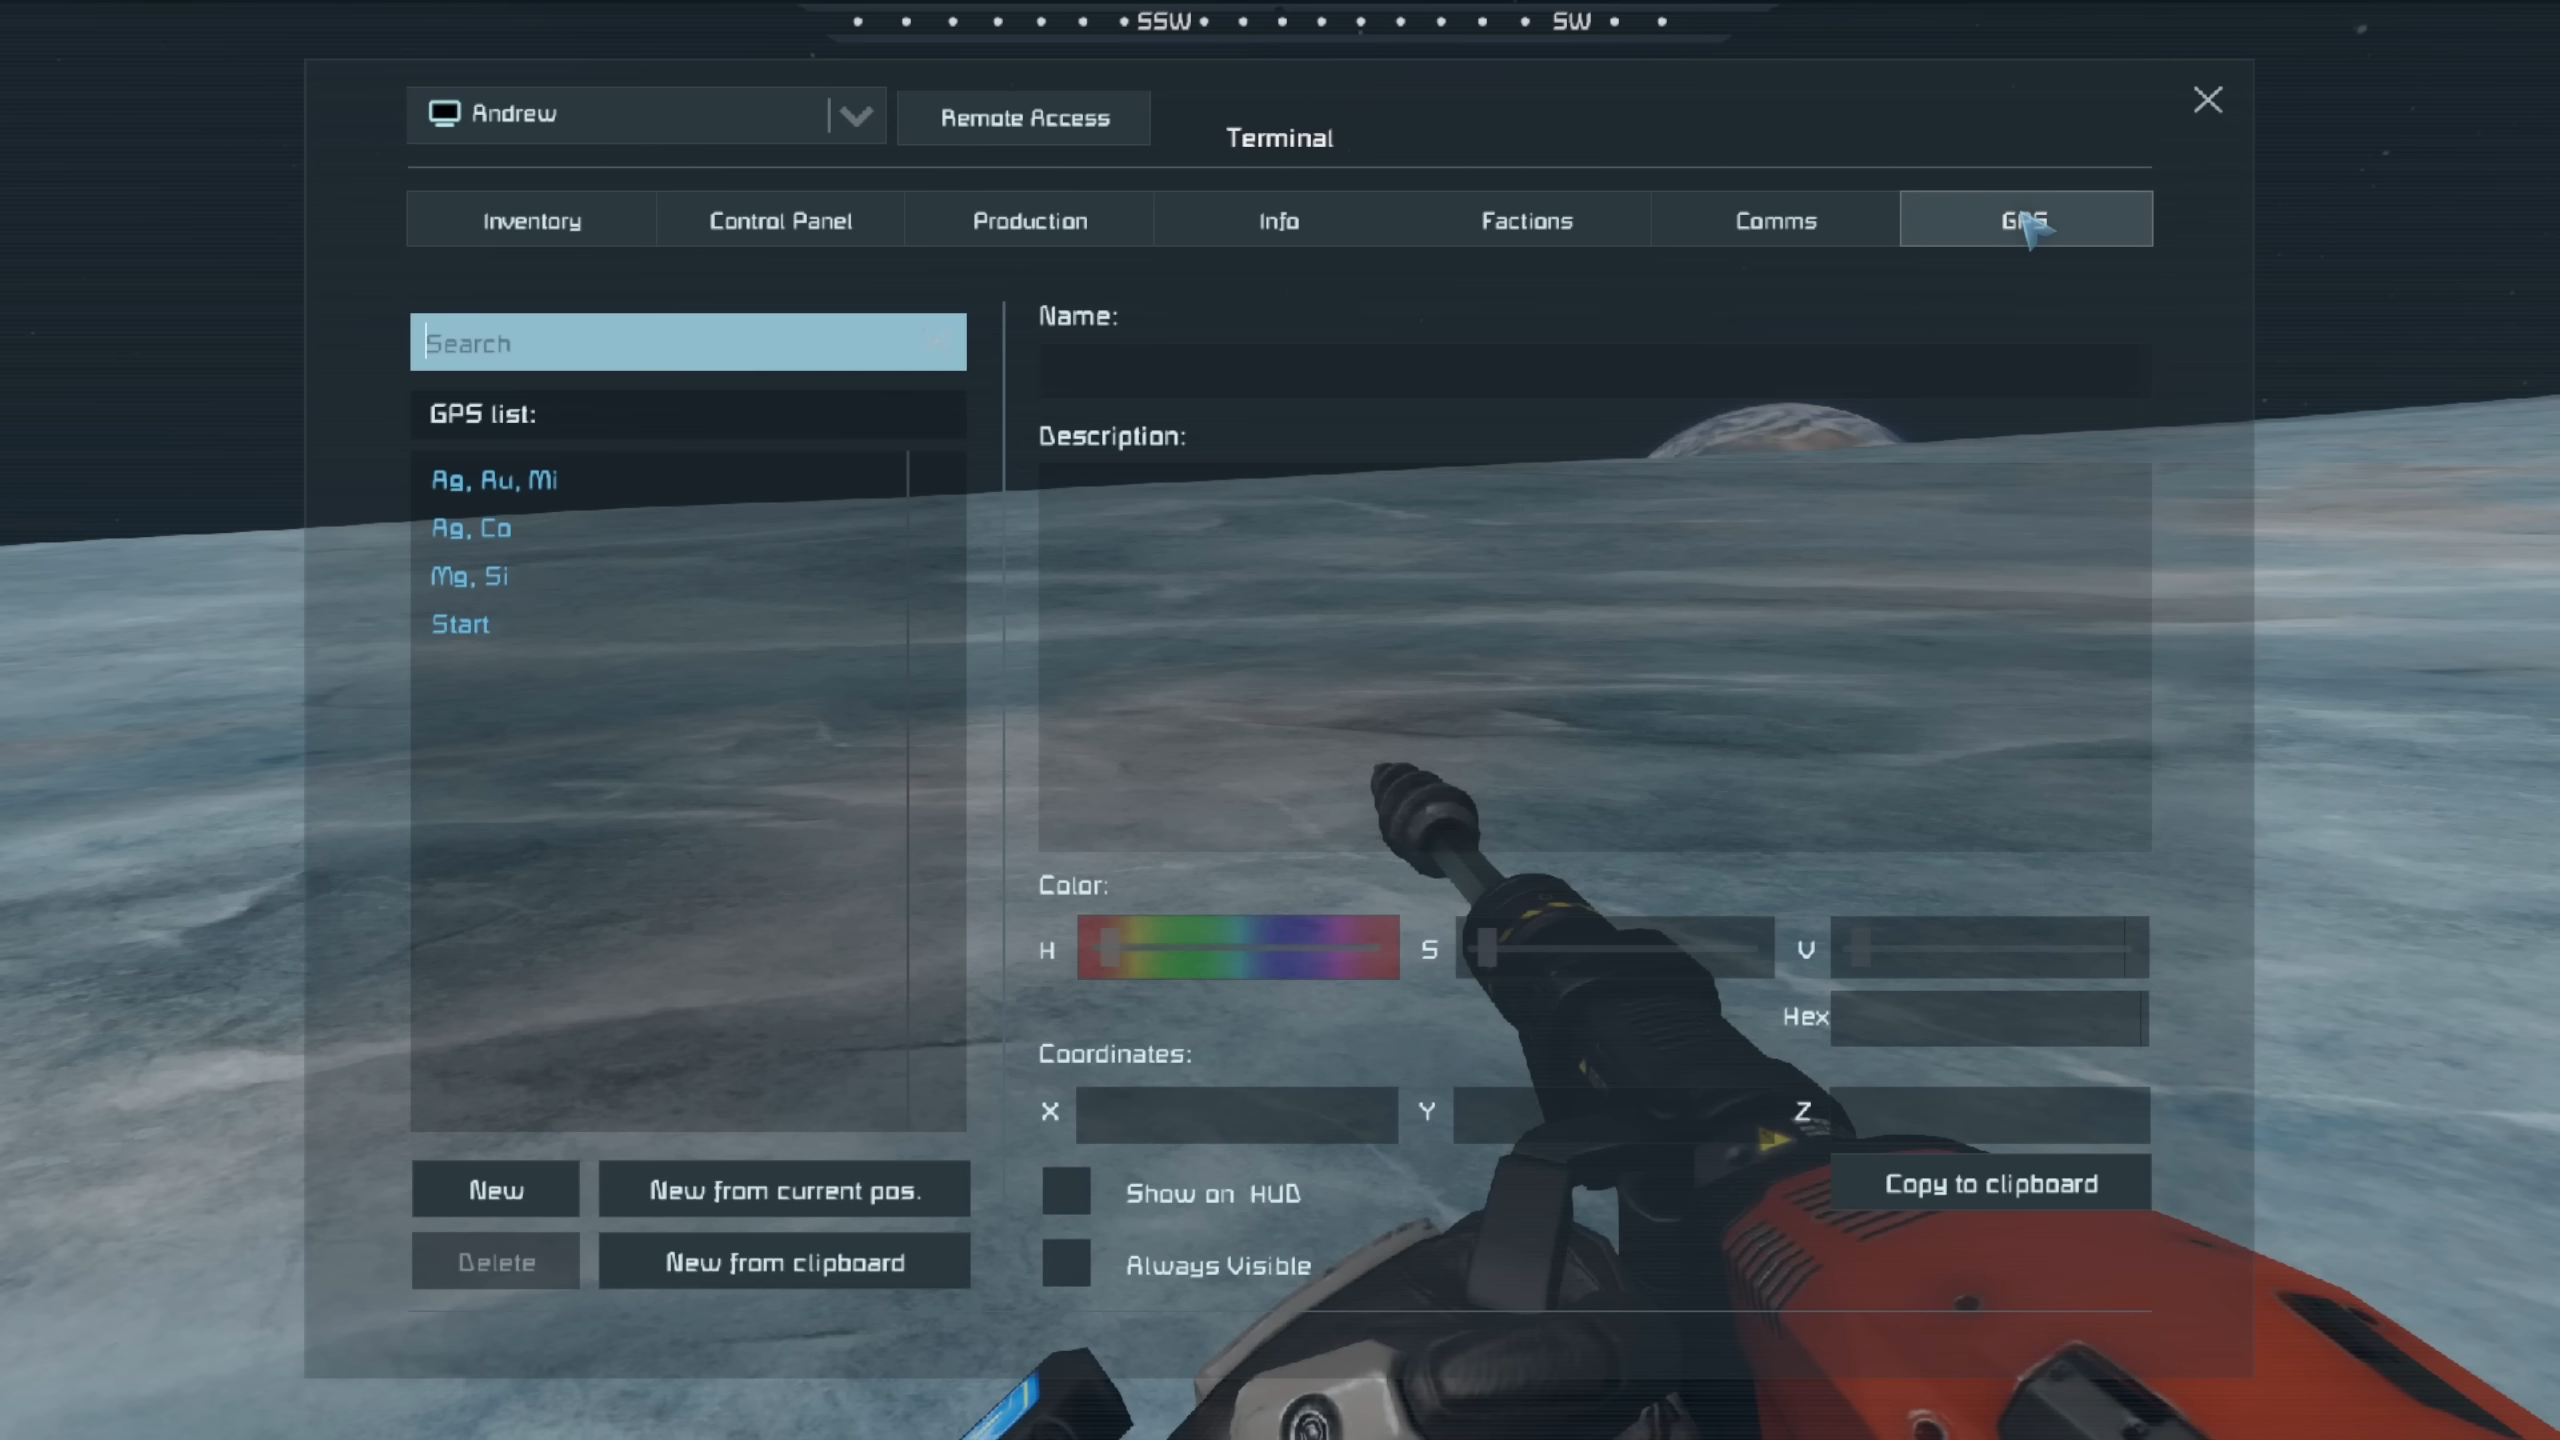 SSW SW
Andrew
Remote Access
Terminal
Inventory Control Panel Production Info Factions Comms GPS
Search
GPS list:
Ag, Au, Mi
Ag, Co
Mg, Si
Start
New
New from current pos.
Delete
New from clipboard
Name:
Description:
Color:
H S V
Hex
Coordinates:
X Y Z
Show on HUD
Copy to clipboard
Always Visible